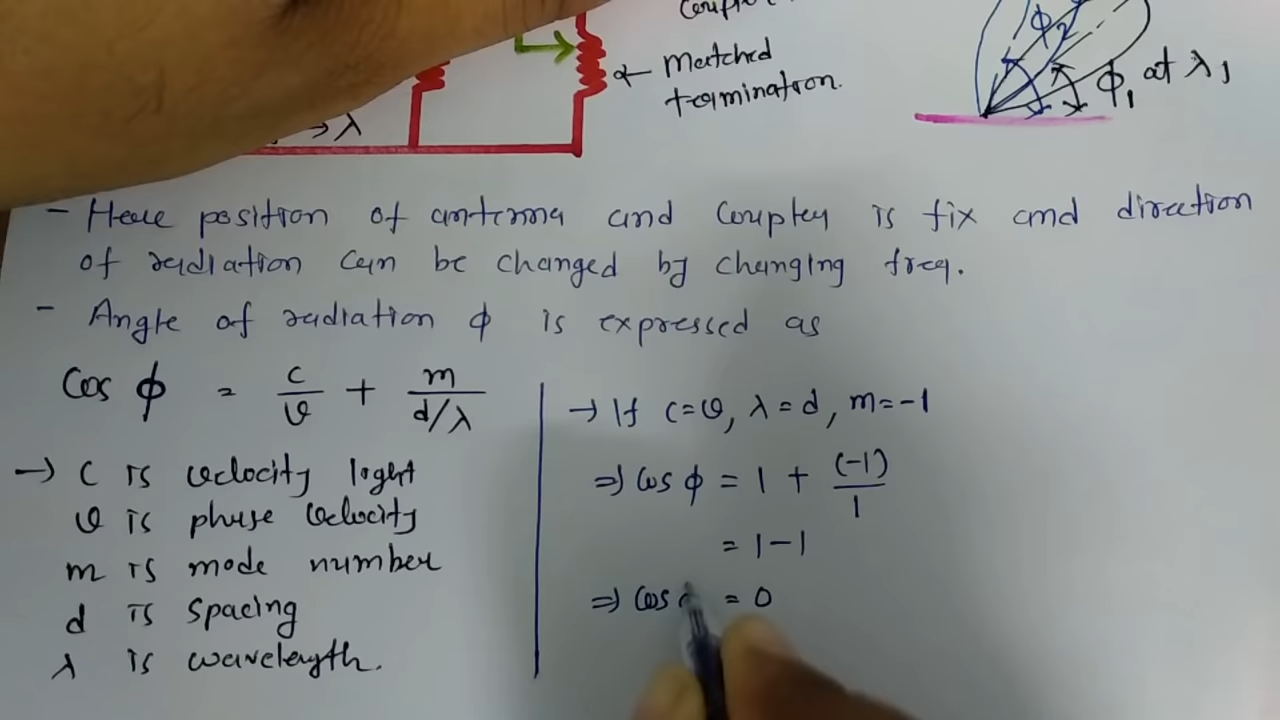 ← Matched
termination.
→ λ
φ2
φ1 at λ1
- Here position of antenna and Coupler is fix and direction
of radiation can be changed by changing freq.
- Angle of radiation φ is expressed as
Cos φ = c/v + m/(d/λ)
→ C is velocity light
v is phase velocity
m is mode number
d is spacing
λ is wavelength.
→ If c=v, λ=d, m=-1
⇒ cos φ = 1 + (-1)/1
= 1-1
⇒ cos = 0